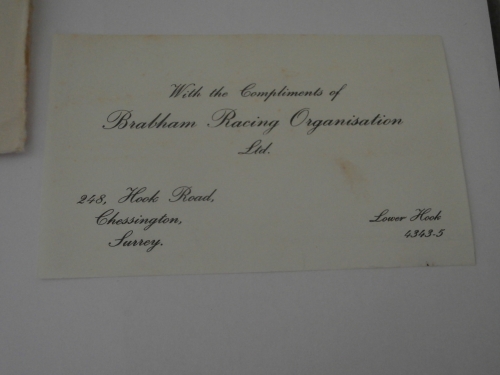 With the Compliments of
Brabham Racing Organisation
Ltd.
248, Hook Road,
Chessington,
Surrey.
Lower Hook
4343-5